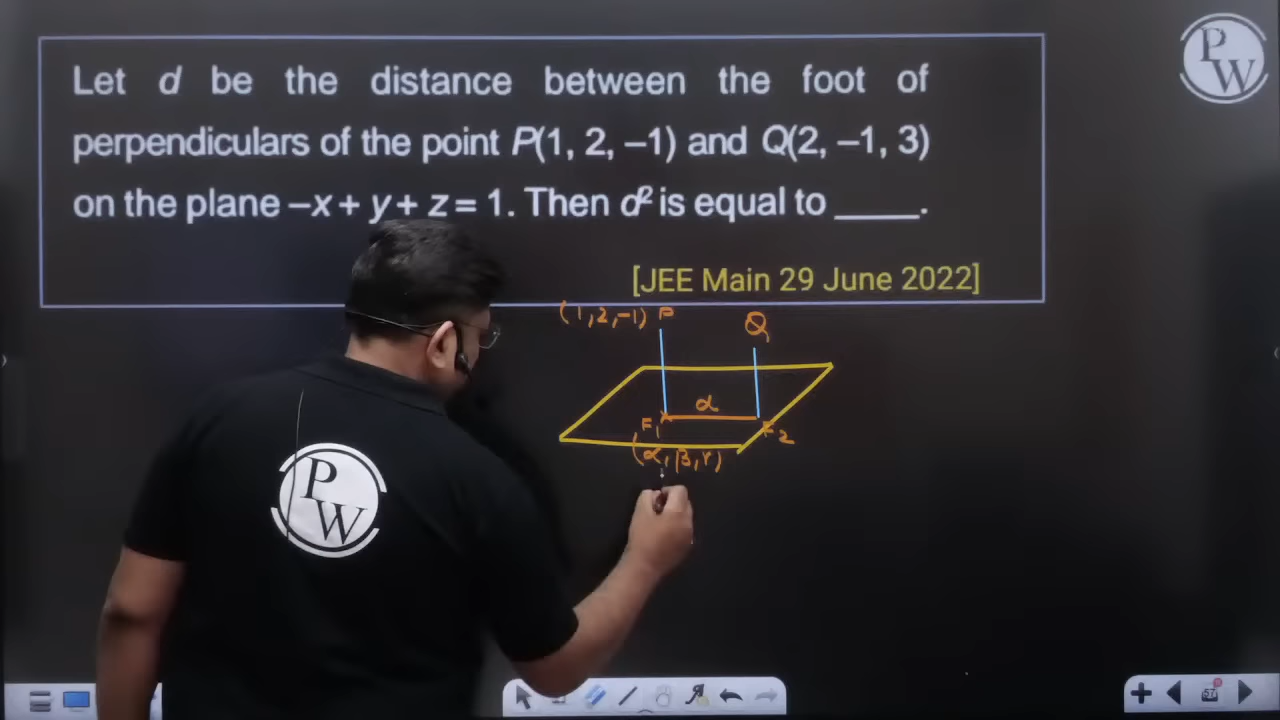 Let d be the distance between the foot of
perpendiculars of the point P(1, 2, –1) and Q(2, –1, 3)
on the plane –x + y + z = 1. Then d² is equal to _____.
[JEE Main 29 June 2022]
(1,2,-1) P
Q
d
F₁
F₂
(α, β, γ)
PW
PW
57